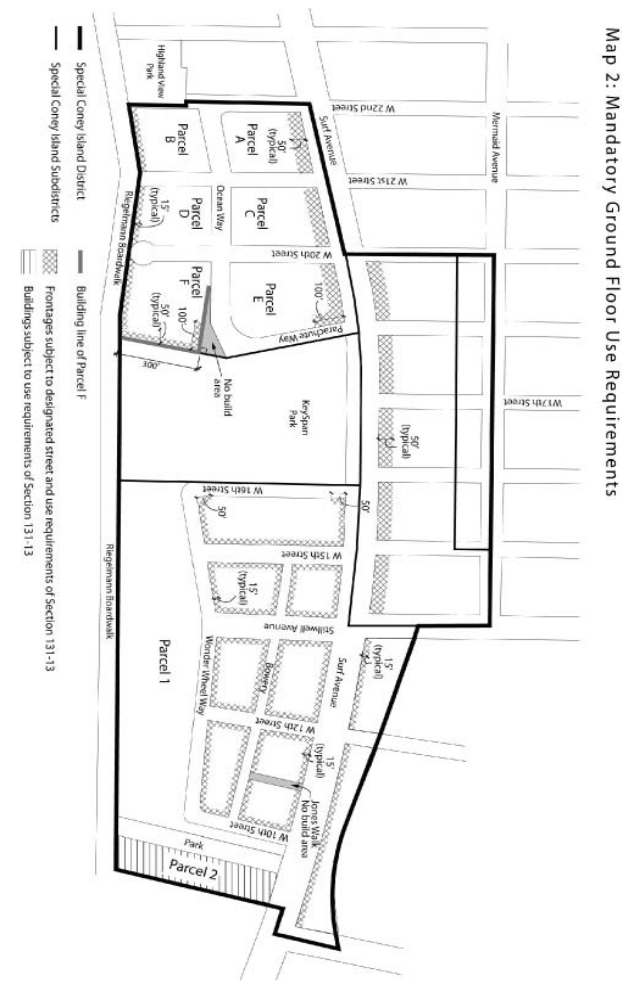 Map 2: Mandatory Ground Floor Use Requirements
Mermaid Avenue
W 22nd Street
W 21st Street
W 20th Street
W17th Street
Surf Avenue
Highland View
Park
50'
(typical)
Parcel
A
Parcel
B
Parcel
C
Ocean Way
Parcel
D
15'
(typical)
Riegelmann Boardwalk
Parcel
E
100'
Parachute Way
Parcel
F
100'
50'
(typical)
300'
No build
area
KeySpan
Park
50'
(typical)
W 16th Street
50'
50'
W 15th Street
15'
(typical)
Stillwell Avenue
Surf Avenue
15'
(typical)
Bowery
Wonder Wheel Way
Parcel 1
Riegelmann Boardwalk
W 12th Street
15'
(typical)
Jones Walk
No build area
W 10th Street
Park
Parcel 2
Special Coney Island District
Special Coney Island Subdistricts
Building line of Parcel F
Frontages subject to designated street and use requirements of Section 131-13
Buildings subject to use requirements of Section 131-13